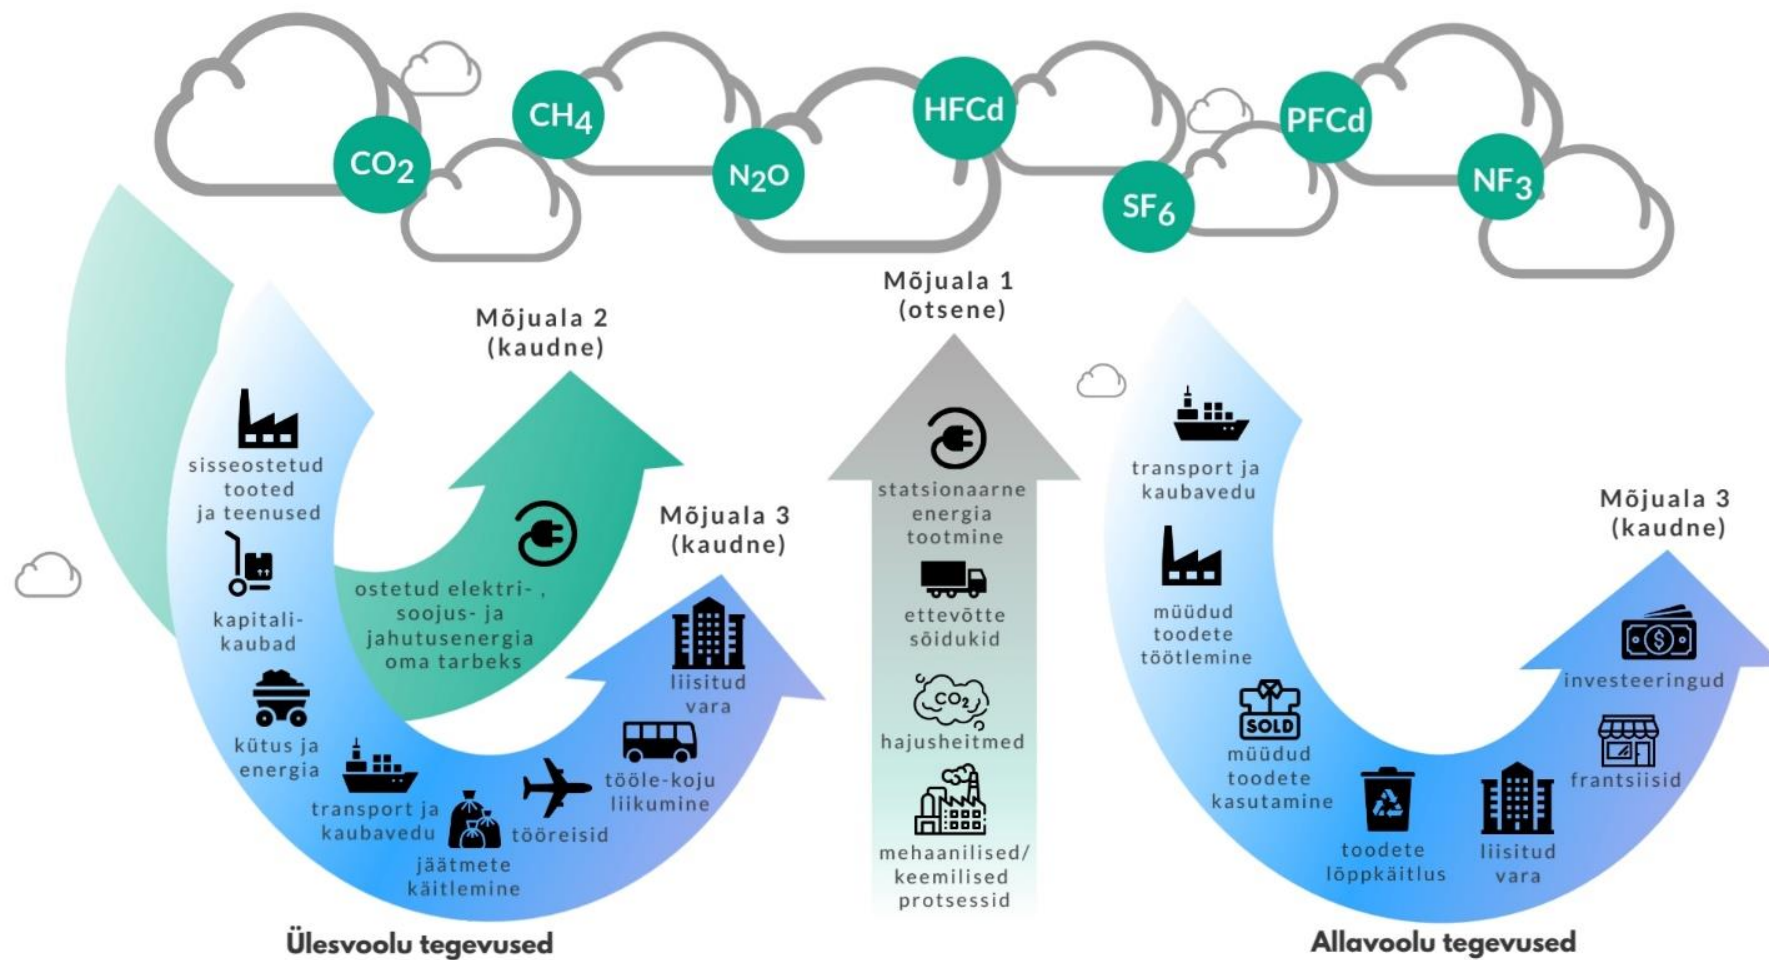 CO2
CH4
N2O
HFCd
SF6
PFCd
NF3
Mõjuala 2
(kaudne)
Mõjuala 1
(otsene)
sisseostetud
tooted
ja teenused
kapitali-
kaubad
kütus ja
energia
transport ja
kaubavedu
jäätmete
käitlemine
tööreisid
tööle-koju
liikumine
liisitud
vara
Mõjuala 3
(kaudne)
ostetud elektri- ,
soojus- ja
jahutusenergia
oma tarbeks
Ülesvoolu tegevused
statsionaarne
energia
tootmine
ettevõtte
sõidukid
CO2
hajusheitmed
mehaanilised/
keemilised
protsessid
transport ja
kaubavedu
müüdud
toodete
töötlemine
SOLD
müüdud
toodete
kasutamine
toodete
lõppkäitlus
liisitud
vara
frantsiisid
investeeringud
Mõjuala 3
(kaudne)
Allavoolu tegevused